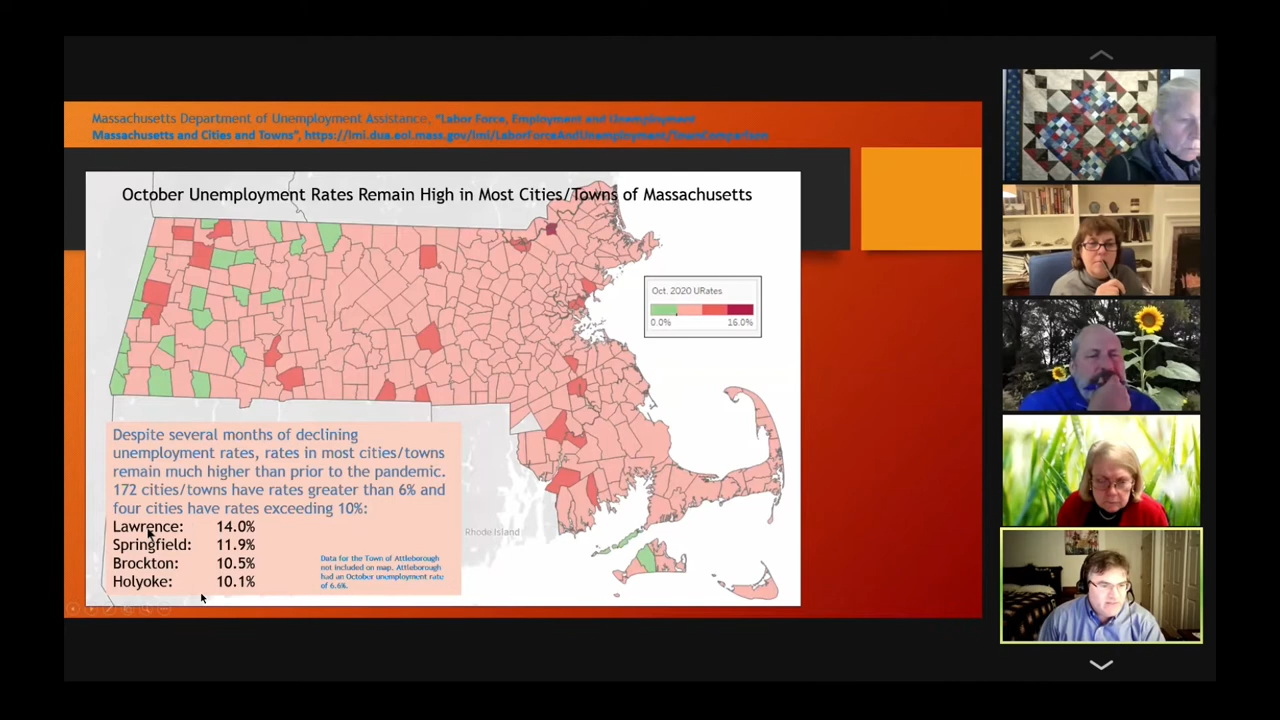 Massachusetts Department of Unemployment Assistance, "Labor Force, Employment and Unemployment
Massachusetts and Cities and Towns", https://lmi.dua.eol.mass.gov/lmi/LaborForceAndUnemployment/TownComparison
October Unemployment Rates Remain High in Most Cities/Towns of Massachusetts
Oct. 2020 URates
0.0% 16.0%
Despite several months of declining
unemployment rates, rates in most cities/towns
remain much higher than prior to the pandemic.
172 cities/towns have rates greater than 6% and
four cities have rates exceeding 10%:
Lawrence: 14.0%
Springfield: 11.9%
Brockton: 10.5%
Holyoke: 10.1%
Data for the Town of Attleborough
not included on map. Attleborough
had an October unemployment rate
of 6.6%.
Rhode Island